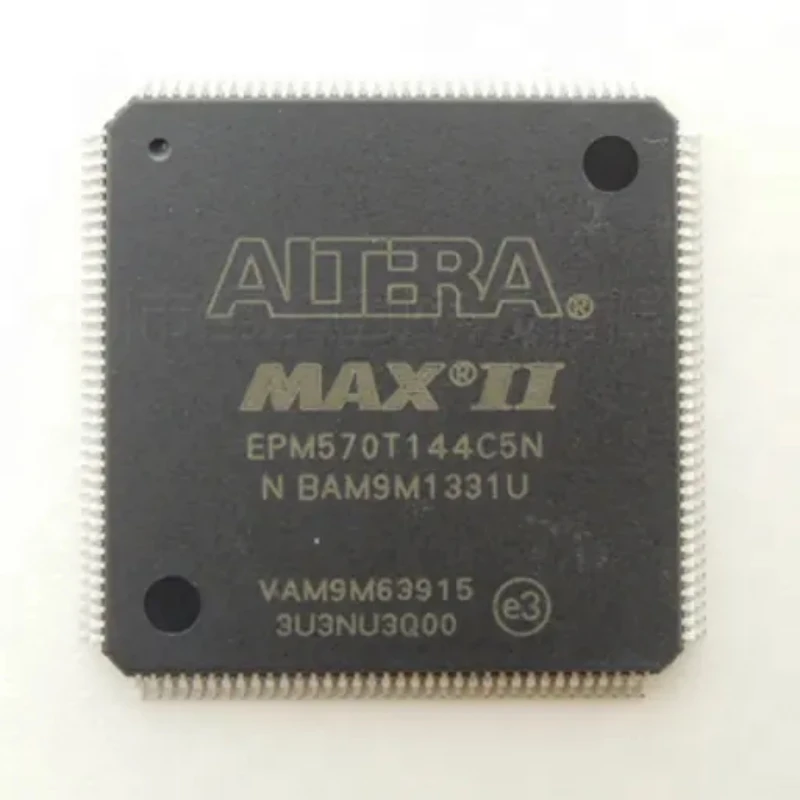 ALTERA®
MAX® II
EPM570T144C5N
N BAM9M1331U
VAM9M63915
3U3NU3Q00
e3